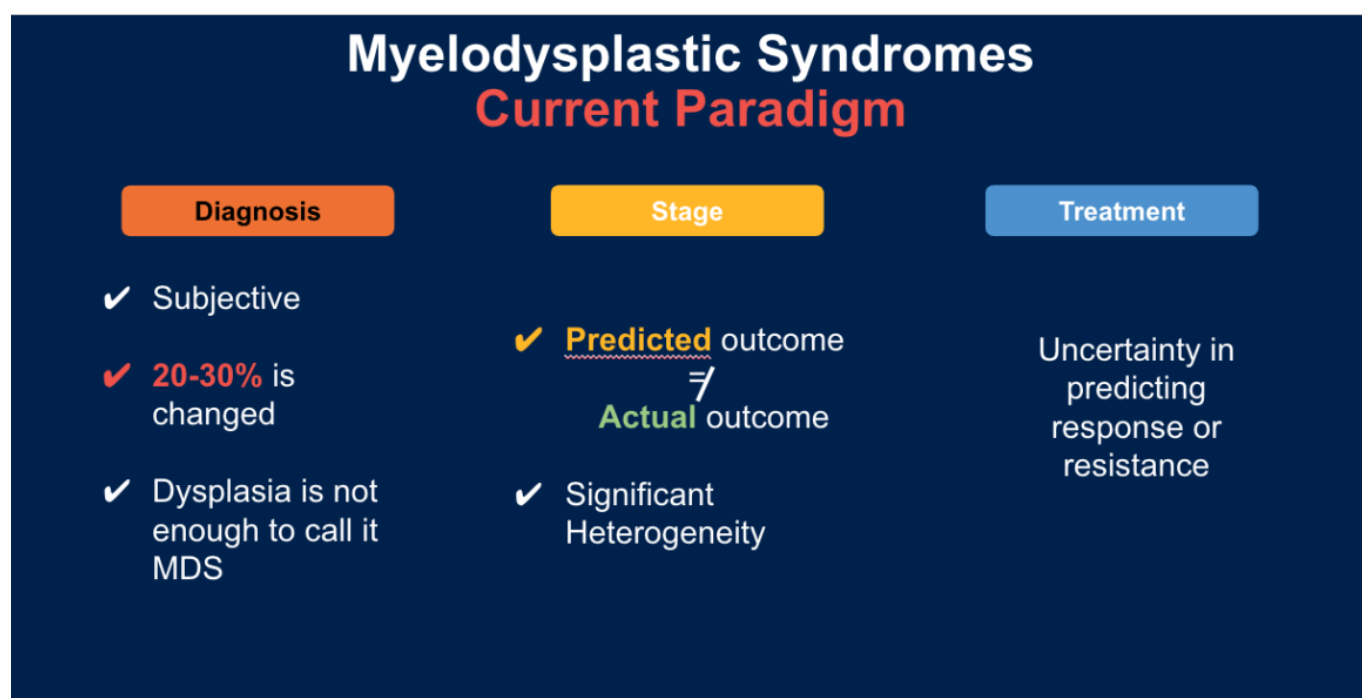 Myelodysplastic Syndromes
Current Paradigm
Diagnosis
✔ Subjective
✔ 20-30% is
changed
✔ Dysplasia is not
enough to call it
MDS
Stage
✔ Predicted outcome
≠
Actual outcome
✔ Significant
Heterogeneity
Treatment
Uncertainty in
predicting
response or
resistance